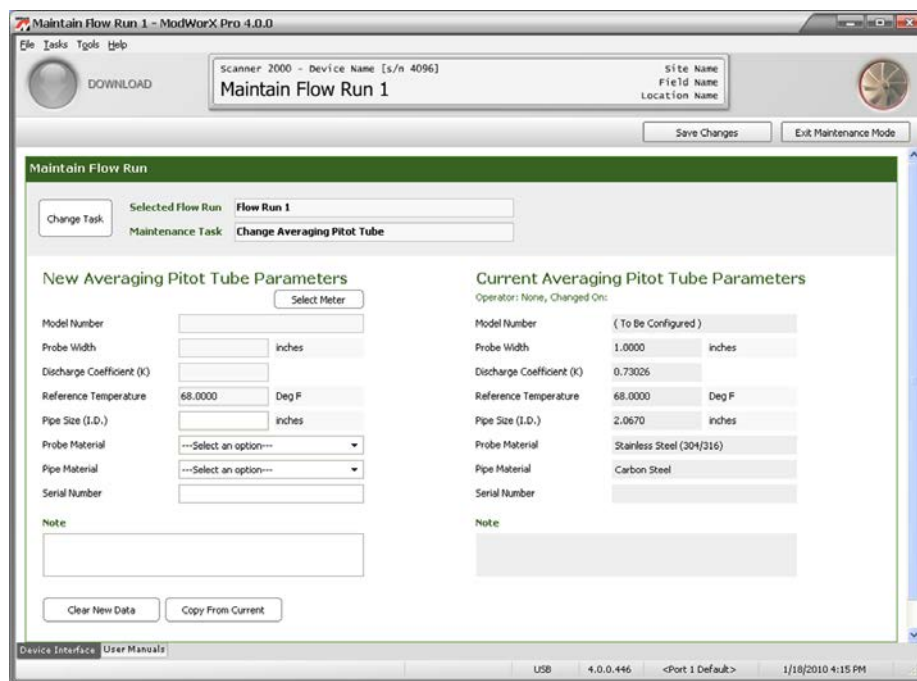 Maintain Flow Run 1 - ModWorX Pro 4.0.0
File Tasks Tools Help
DOWNLOAD
Scanner 2000 - Device Name [s/n 4096]
Maintain Flow Run 1
Site Name
Field Name
Location Name
Save Changes
Exit Maintenance Mode
Maintain Flow Run
Change Task
Selected Flow Run Flow Run 1
Maintenance Task Change Averaging Pitot Tube
New Averaging Pitot Tube Parameters
Select Meter
Model Number
Probe Width inches
Discharge Coefficient (K)
Reference Temperature 68.0000 Deg F
Pipe Size (I.D.) inches
Probe Material ---Select an option---
Pipe Material ---Select an option---
Serial Number
Note
Clear New Data Copy From Current
Current Averaging Pitot Tube Parameters
Operator: None, Changed On:
Model Number ( To Be Configured )
Probe Width 1.0000 inches
Discharge Coefficient (K) 0.73026
Reference Temperature 68.0000 Deg F
Pipe Size (I.D.) 2.0670 inches
Probe Material Stainless Steel (304/316)
Pipe Material Carbon Steel
Serial Number
Note
Device Interface User Manuals
USB 4.0.0.446 <Port 1 Default> 1/18/2010 4:15 PM